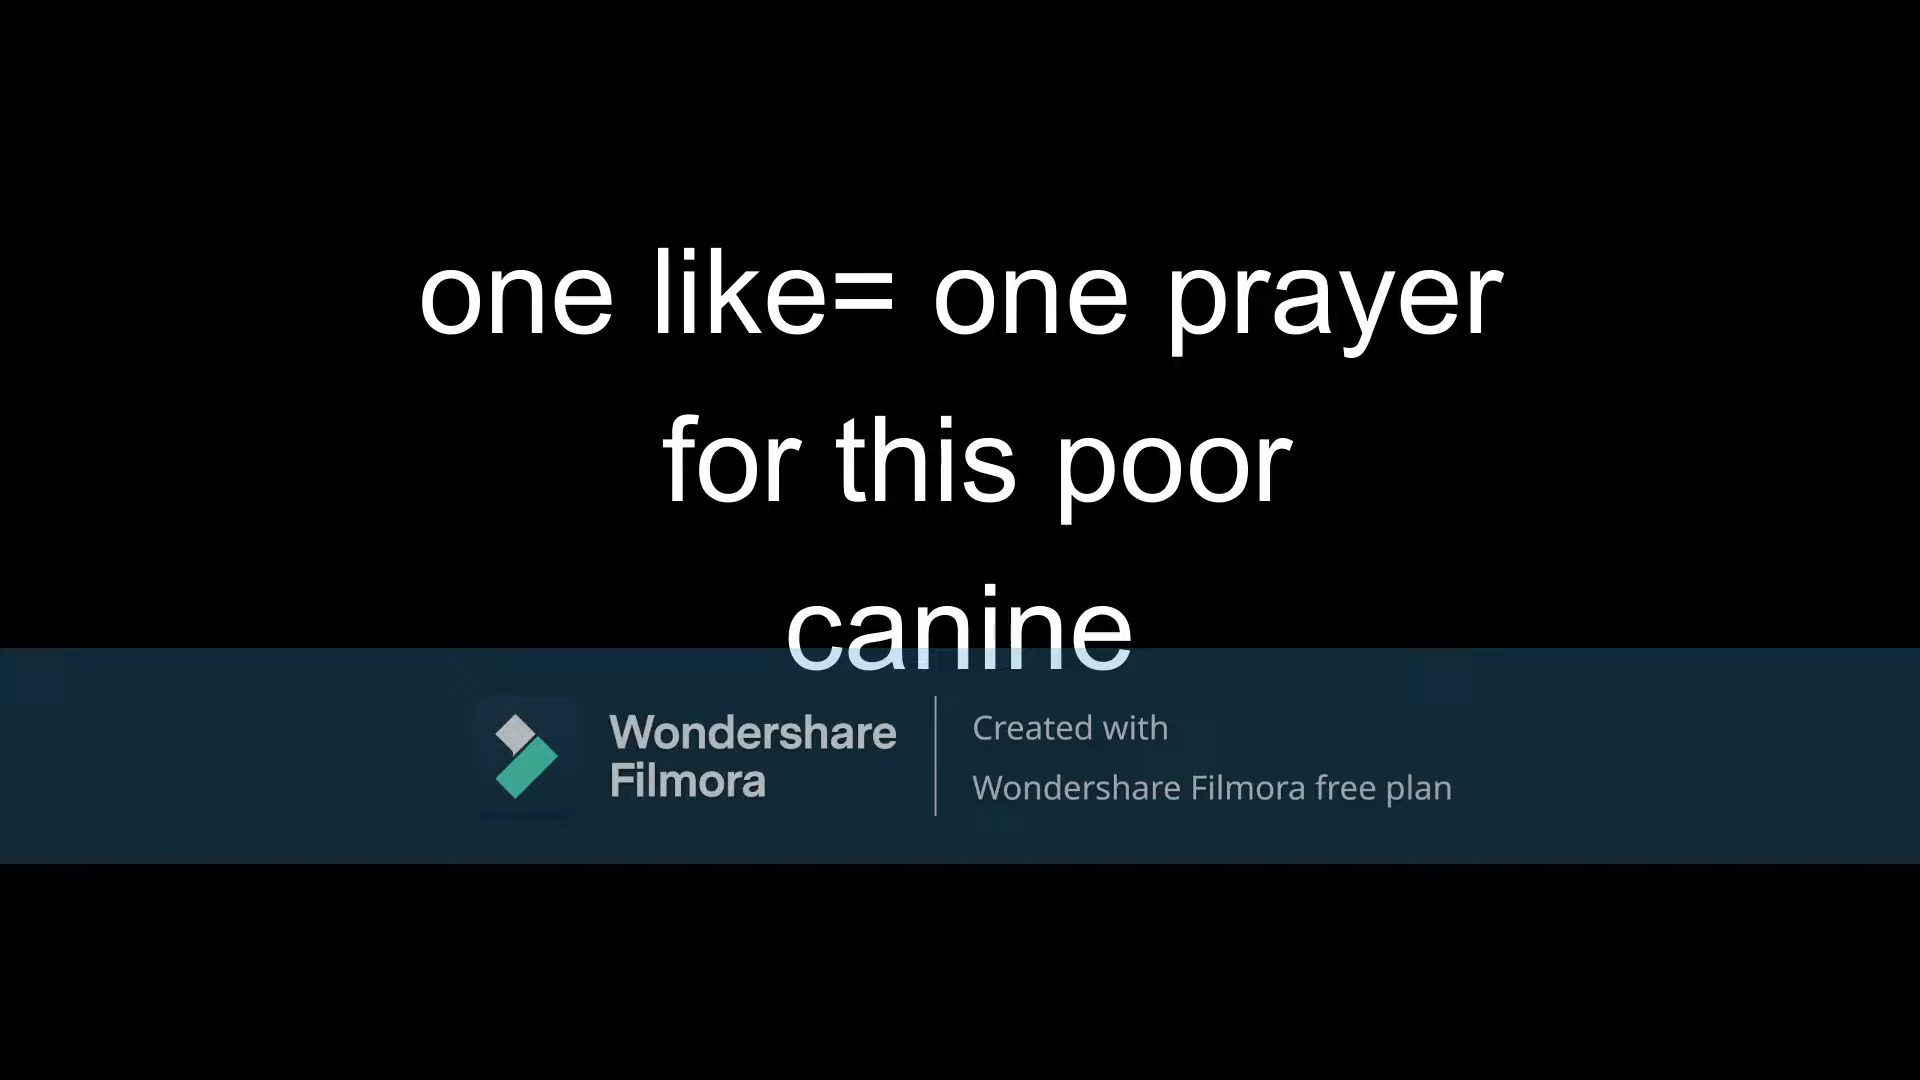 one like= one prayer
for this poor
canine
Wondershare
Filmora
Created with
Wondershare Filmora free plan